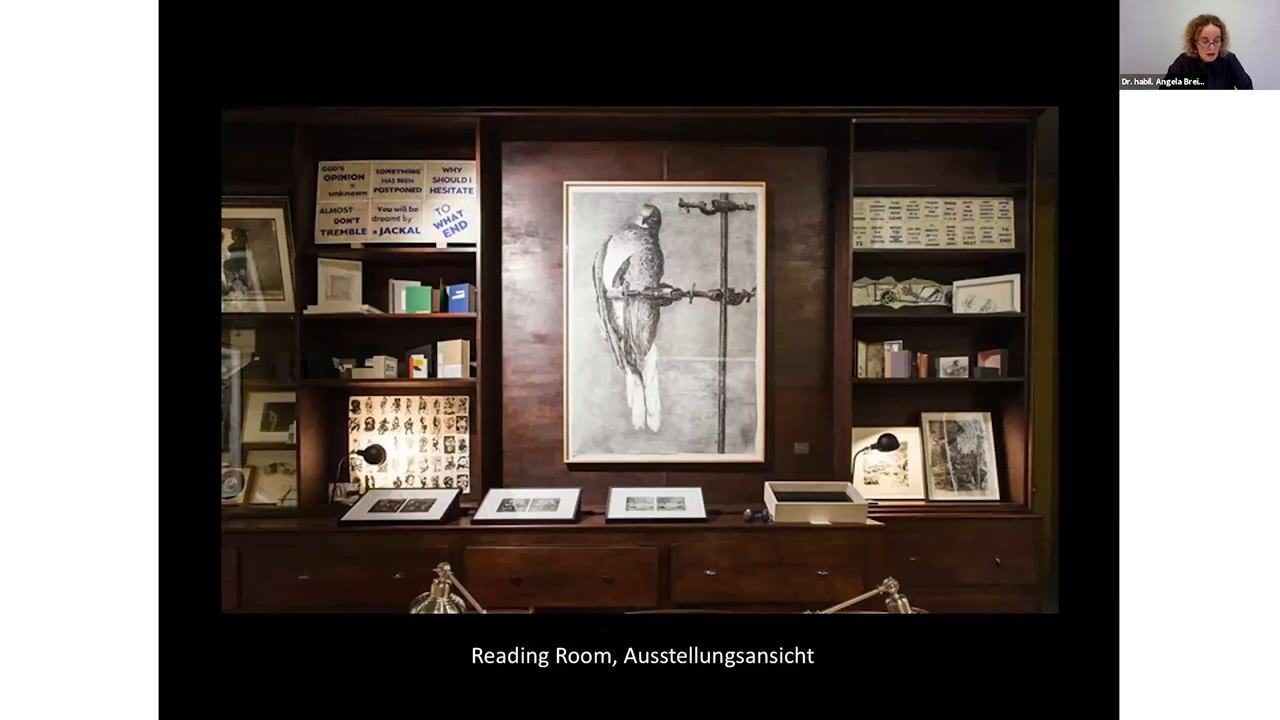 Dr. habil. Angela Brei...
GOD'S
OPINION
is
unknown
SOMETHING
HAS BEEN
POSTPONED
WHY
SHOULD I
HESITATE
ALMOST
DON'T
TREMBLE
You will be
dreamt by
a JACKAL
TO
WHAT
END
Reading Room, Ausstellungsansicht